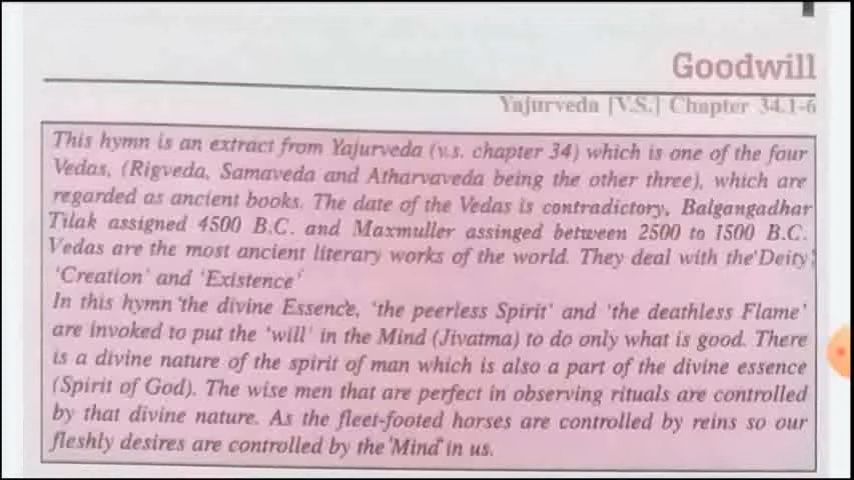 Goodwill
Yajurveda [V.S.] Chapter 34.1-6
This hymn is an extract from Yajurveda (v.s. chapter 34) which is one of the four
Vedas, (Rigveda, Samaveda and Atharvaveda being the other three), which are
regarded as ancient books. The date of the Vedas is contradictory, Balgangadhar
Tilak assigned 4500 B.C. and Maxmuller assinged between 2500 to 1500 B.C.
Vedas are the most ancient literary works of the world. They deal with the 'Deity',
'Creation' and 'Existence'
In this hymn 'the divine Essence, 'the peerless Spirit' and 'the deathless Flame'
are invoked to put the 'will' in the Mind (Jivatma) to do only what is good. There
is a divine nature of the spirit of man which is also a part of the divine essence
(Spirit of God). The wise men that are perfect in observing rituals are controlled
by that divine nature. As the fleet-footed horses are controlled by reins so our
fleshly desires are controlled by the 'Mind' in us.